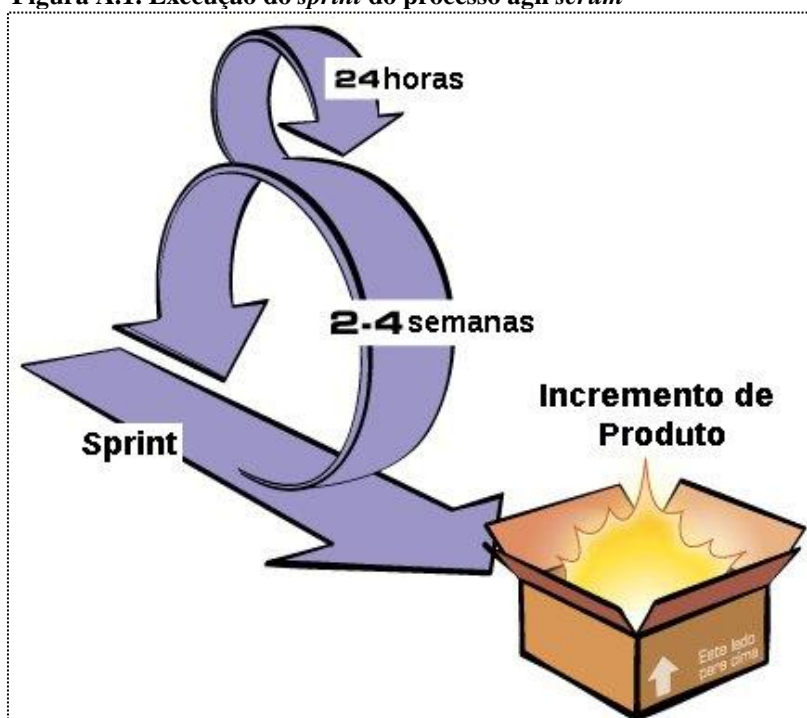 Figura A.1. Execução do sprint do processo ágil scrum
24 horas
2-4 semanas
Sprint
Incremento de
Produto
Este lado
para cima